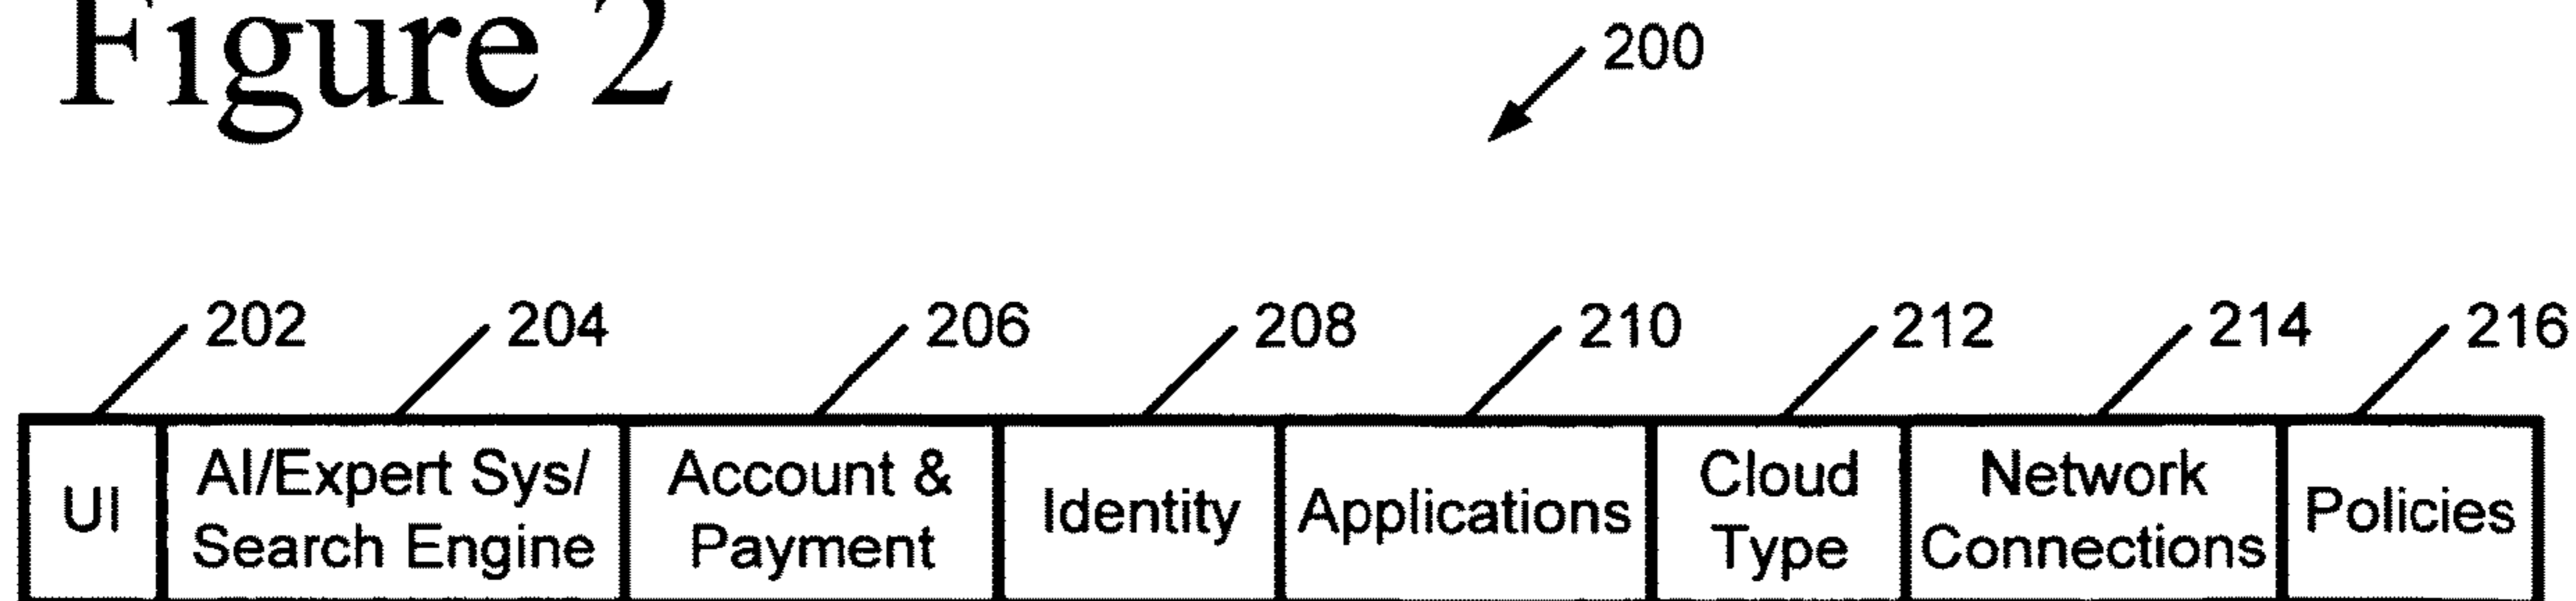 Figure 2
200
202
204
206
208
210
212
214
216
UI
AI/Expert Sys/
Search Engine
Account &
Payment
Identity
Applications
Cloud
Type
Network
Connections
Policies